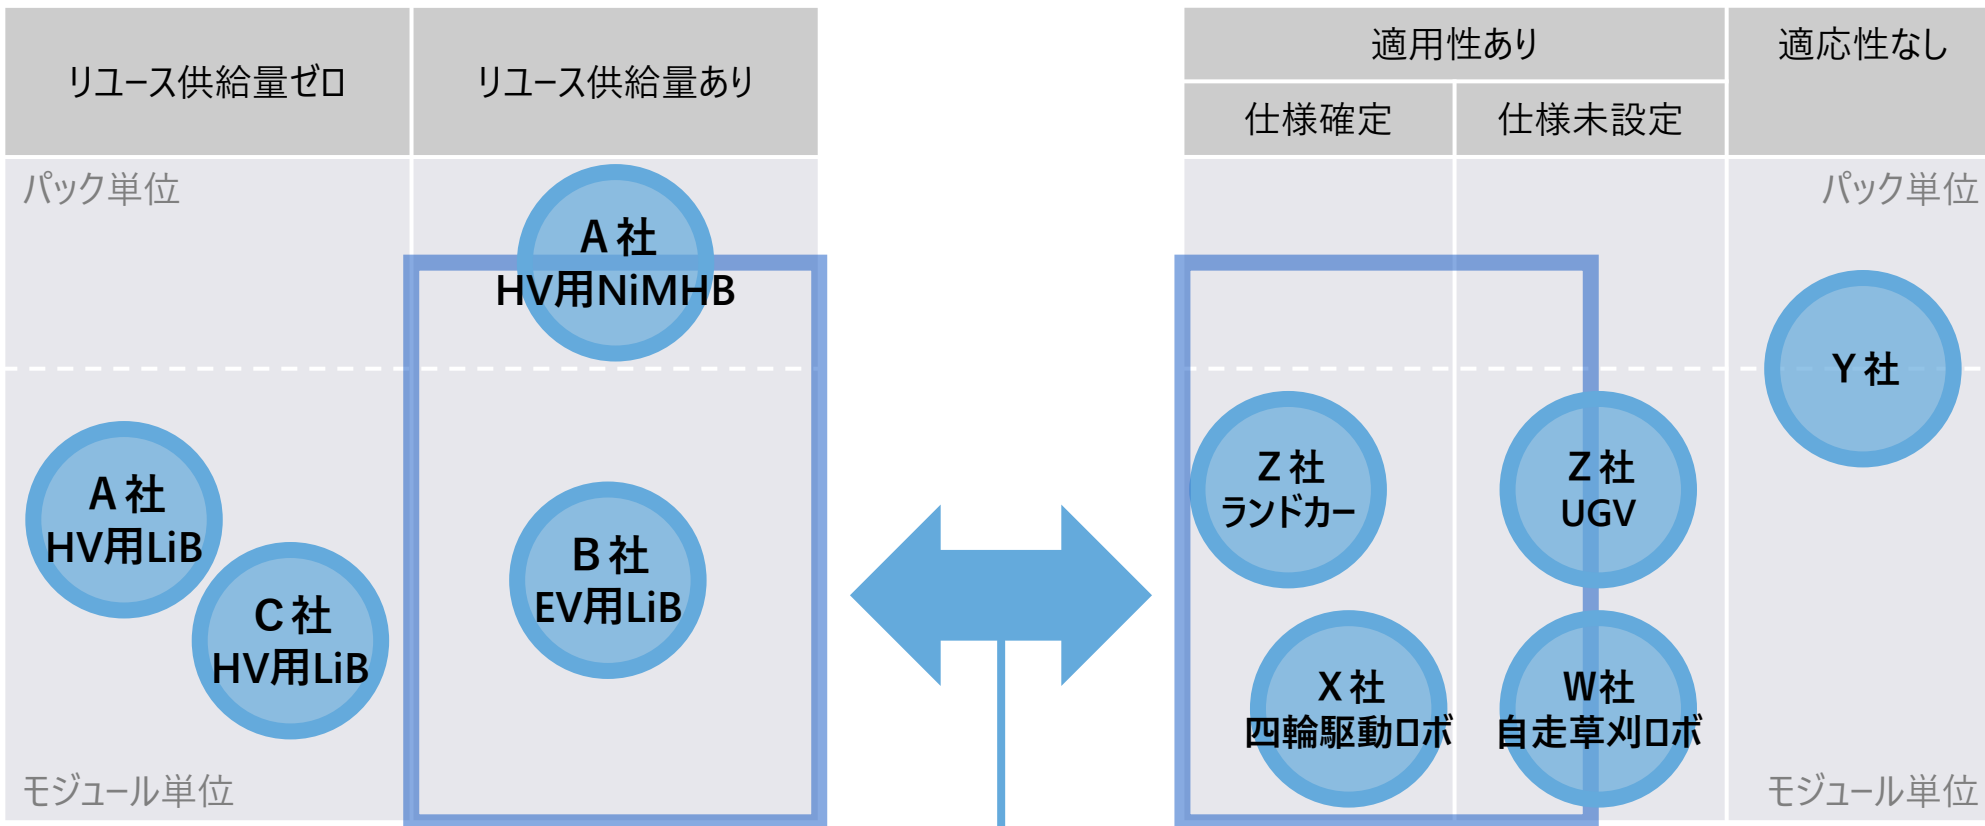 リユース供給量ゼロ
リユース供給量あり
パック単位
A社
HV用NiMHB
A社
HV用LiB
C社
HV用LiB
B社
EV用LiB
モジュール単位
適用性あり
適応性なし
仕様確定
仕様未設定
パック単位
Y社
Z社
ランドカー
Z社
UGV
X社
四輪駆動ロボ
W社
自走草刈ロボ
モジュール単位